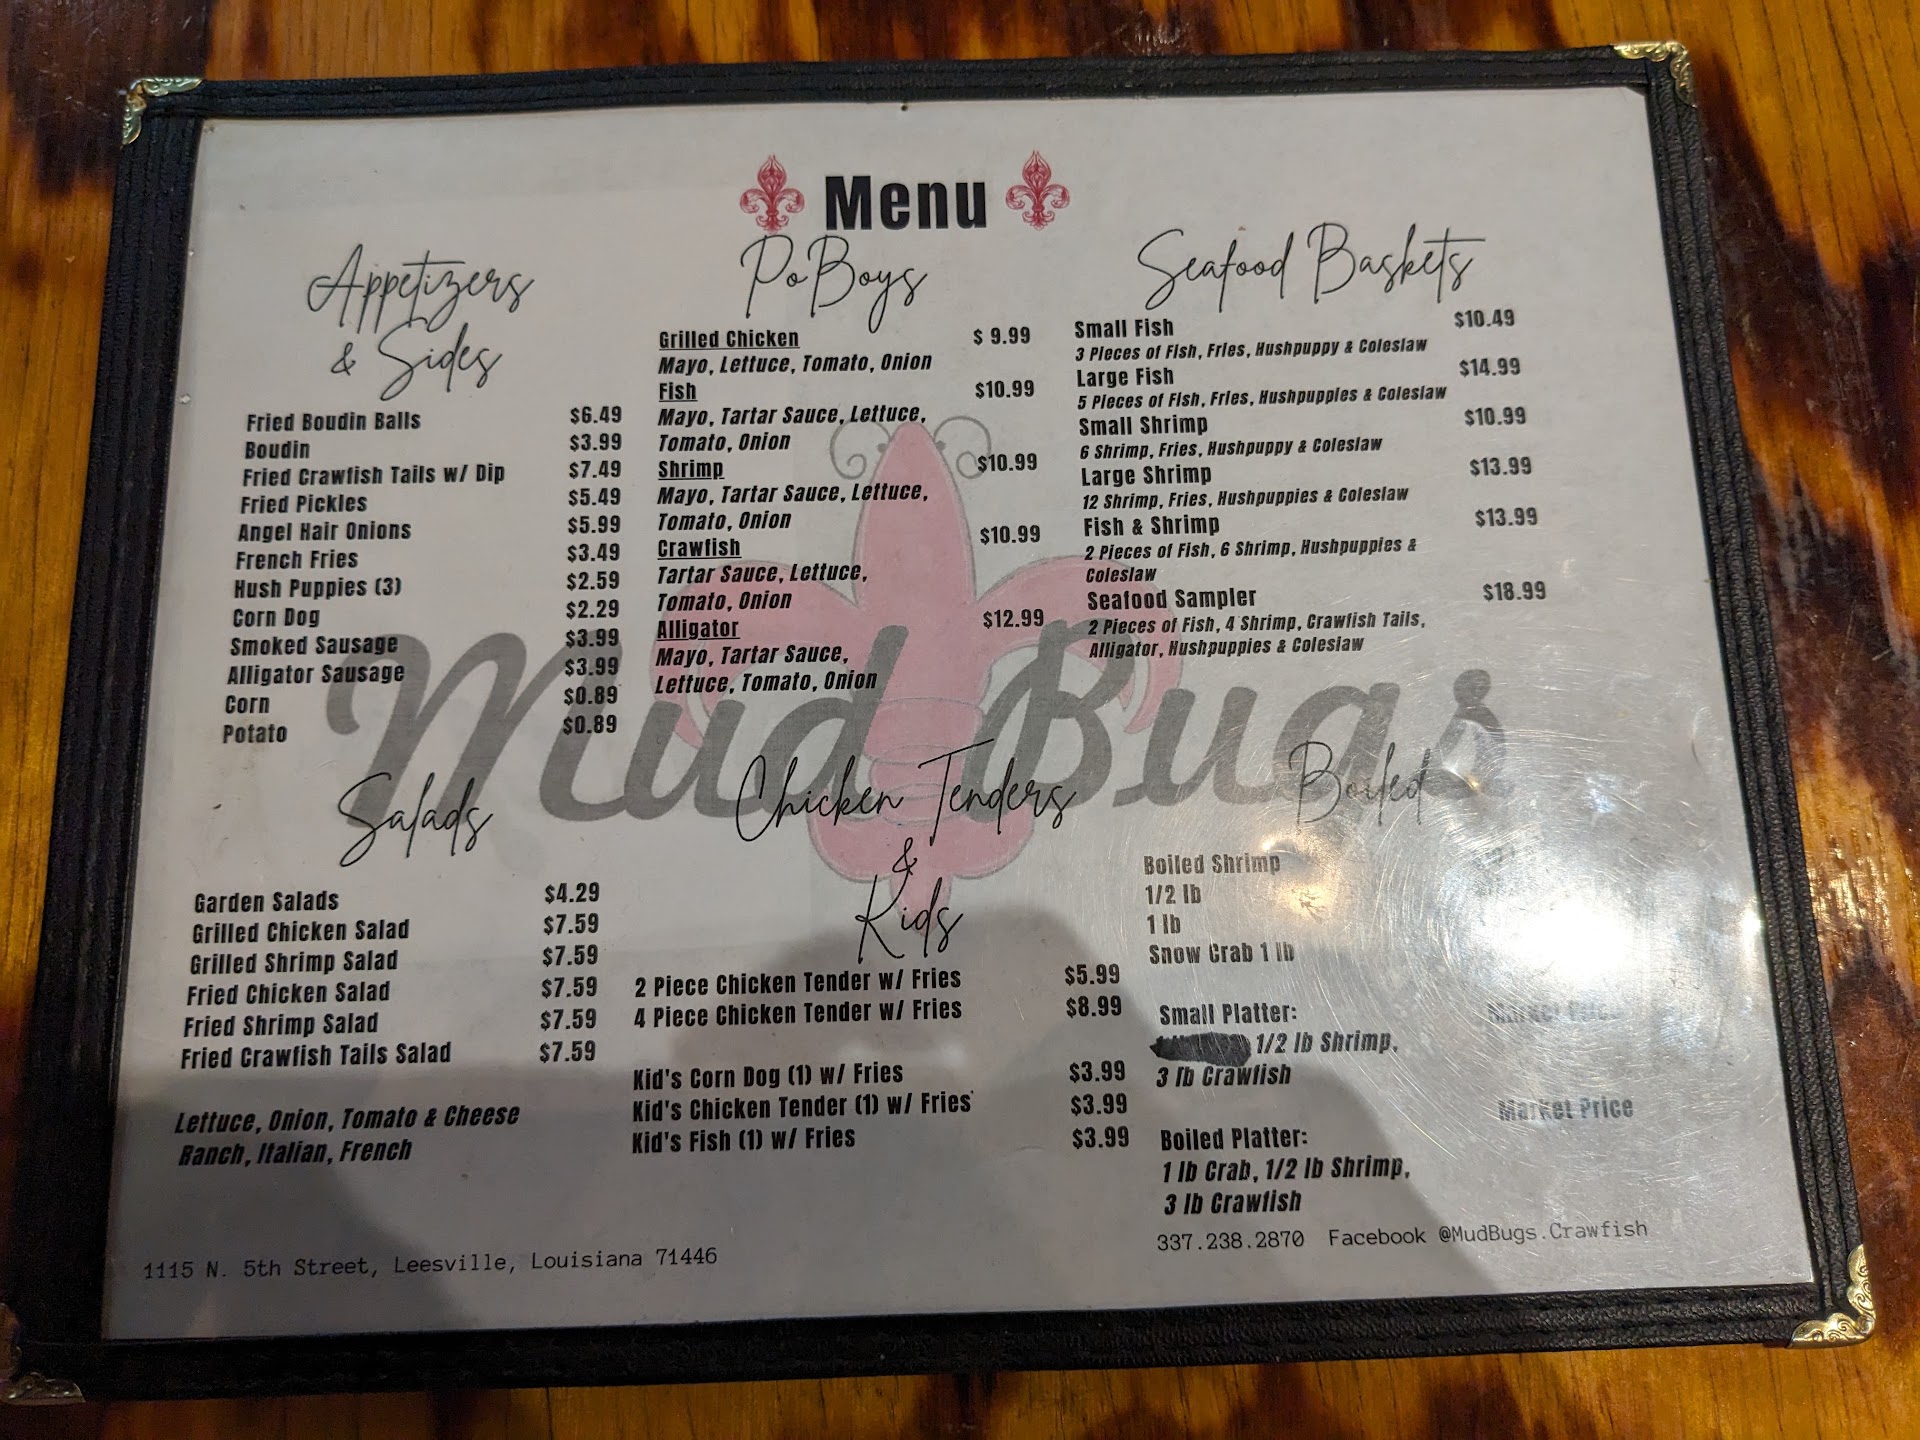 Menu
Appetizers
& Sides
Fried Boudin Balls $6.49
Boudin $3.99
Fried Crawfish Tails w/ Dip $7.49
Fried Pickles $5.49
Angel Hair Onions $5.99
French Fries $3.49
Hush Puppies (3) $2.59
Corn Dog $2.29
Smoked Sausage $3.99
Alligator Sausage $3.99
Corn $0.89
Potato $0.89
Salads
Garden Salads $4.29
Grilled Chicken Salad $7.59
Grilled Shrimp Salad $7.59
Fried Chicken Salad $7.59
Fried Shrimp Salad $7.59
Fried Crawfish Tails Salad $7.59
Lettuce, Onion, Tomato & Cheese
Ranch, Italian, French
PoBoys
Grilled Chicken $ 9.99
Mayo, Lettuce, Tomato, Onion
Fish $10.99
Mayo, Tartar Sauce, Lettuce,
Tomato, Onion
Shrimp $10.99
Mayo, Tartar Sauce, Lettuce,
Tomato, Onion
Crawfish $10.99
Tartar Sauce, Lettuce,
Tomato, Onion
Alligator $12.99
Mayo, Tartar Sauce,
Lettuce, Tomato, Onion
Mud Bugs
Chicken Tenders
&
Kids
2 Piece Chicken Tender w/ Fries $5.99
4 Piece Chicken Tender w/ Fries $8.99
Kid's Corn Dog (1) w/ Fries $3.99
Kid's Chicken Tender (1) w/ Fries $3.99
Kid's Fish (1) w/ Fries $3.99
Seafood Baskets
Small Fish $10.49
3 Pieces of Fish, Fries, Hushpuppy & Coleslaw
Large Fish $14.99
5 Pieces of Fish, Fries, Hushpuppies & Coleslaw
Small Shrimp $10.99
6 Shrimp, Fries, Hushpuppy & Coleslaw
Large Shrimp $13.99
12 Shrimp, Fries, Hushpuppies & Coleslaw
Fish & Shrimp $13.99
2 Pieces of Fish, 6 Shrimp, Hushpuppies &
Coleslaw
Seafood Sampler $18.99
2 Pieces of Fish, 4 Shrimp, Crawfish Tails,
Alligator, Hushpuppies & Coleslaw
Boiled
Boiled Shrimp
1/2 lb
1 lb
Snow Crab 1 lb
Small Platter: Market Price
1/2 lb Shrimp,
3 lb Crawfish
Market Price
Boiled Platter:
1 lb Crab, 1/2 lb Shrimp,
3 lb Crawfish
1115 N. 5th Street, Leesville, Louisiana 71446
337.238.2870 Facebook @MudBugs.Crawfish